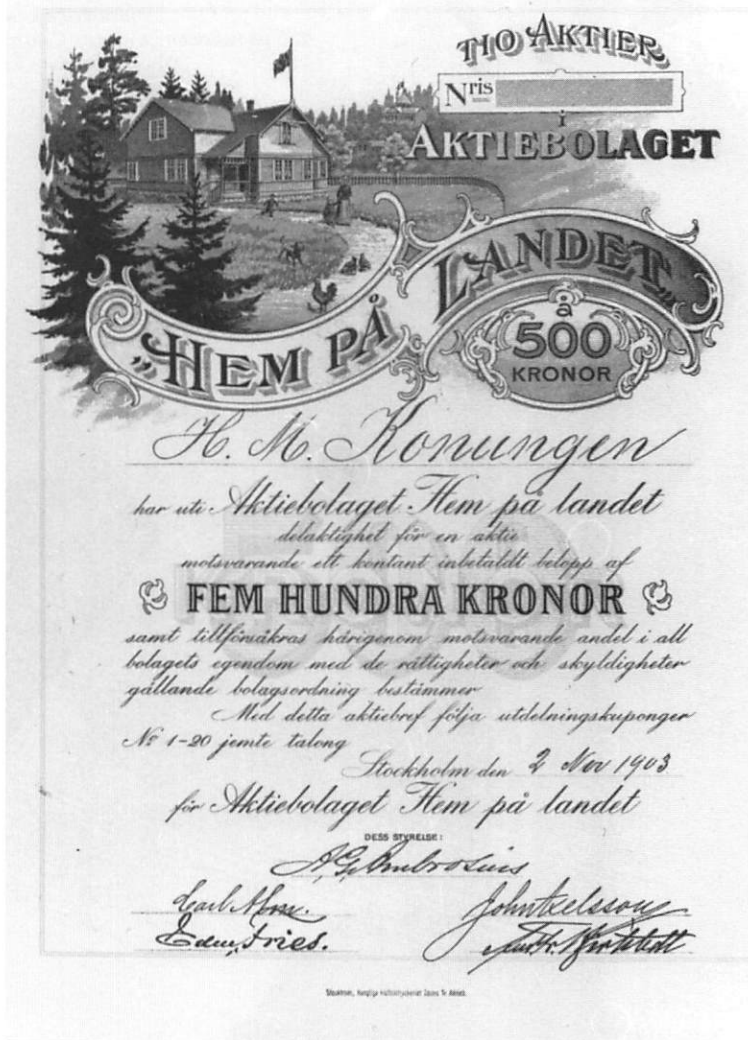 TIO AKTIER
Nris
i
AKTIEBOLAGET
„HEM PÅ LANDET„
å
500
KRONOR
H. M. Konungen
har uti Aktiebolaget Hem på landet
delaktighet för en aktie
motsvarande ett kontant inbetaldt belopp af
FEM HUNDRA KRONOR
samt tillförsäkras härigenom motsvarande andel i all
bolagets egendom med de rättigheter och skyldigheter
gällande bolagsordning bestämmer
Med detta aktiebref följa utdelningskuponger
No 1-20 jemte talong
Stockholm den 2 Nov 1903
för Aktiebolaget Hem på landet
DESS STYRELSE:
A. G. Ambrosius
Carl
John Axelsson
Edw. Fries.
Stockholm,